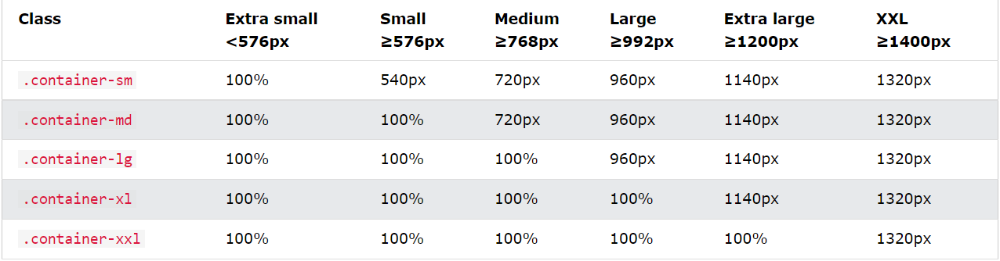 Class Extra small Small Medium Large Extra large XXL
<576px ≥576px ≥768px ≥992px ≥1200px ≥1400px
.container-sm 100% 540px 720px 960px 1140px 1320px
.container-md 100% 100% 720px 960px 1140px 1320px
.container-lg 100% 100% 100% 960px 1140px 1320px
.container-xl 100% 100% 100% 100% 1140px 1320px
.container-xxl 100% 100% 100% 100% 100% 1320px